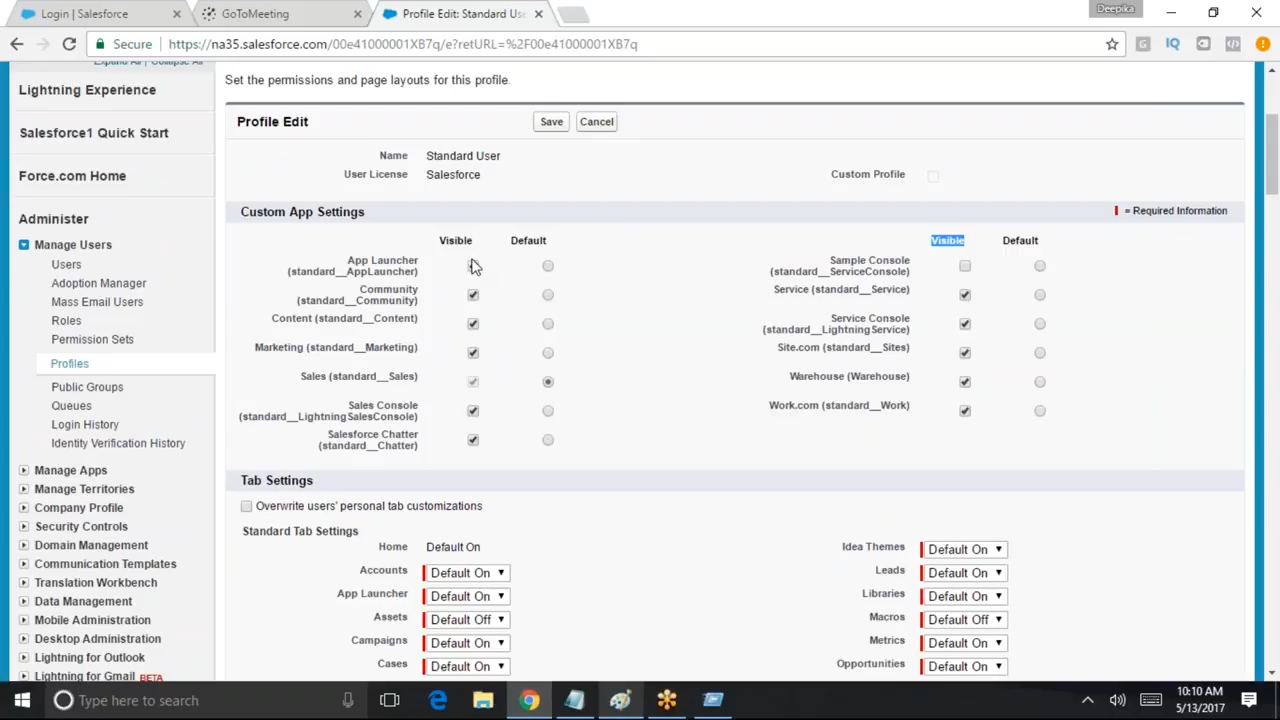 Login | Salesforce
GoToMeeting
Profile Edit: Standard Us
Deepika
Secure
https://na35.salesforce.com/00e41000001XB7q/e?retURL=%2F00e41000001XB7q
Expand All | Collapse All
Lightning Experience
Salesforce1 Quick Start
Force.com Home
Administer
Manage Users
Users
Adoption Manager
Mass Email Users
Roles
Permission Sets
Profiles
Public Groups
Queues
Login History
Identity Verification History
Manage Apps
Manage Territories
Company Profile
Security Controls
Domain Management
Communication Templates
Translation Workbench
Data Management
Mobile Administration
Desktop Administration
Lightning for Outlook
Lightning for Gmail BETA
Set the permissions and page layouts for this profile.
Profile Edit
Save
Cancel
Name Standard User
User License Salesforce
Custom Profile
Custom App Settings
= Required Information
Visible Default
App Launcher
(standard__AppLauncher)
Community
(standard__Community)
Content (standard__Content)
Marketing (standard__Marketing)
Sales (standard__Sales)
Sales Console
(standard__LightningSalesConsole)
Salesforce Chatter
(standard__Chatter)
Visible Default
Sample Console
(standard__ServiceConsole)
Service (standard__Service)
Service Console
(standard__LightningService)
Site.com (standard__Sites)
Warehouse (Warehouse)
Work.com (standard__Work)
Tab Settings
Overwrite users' personal tab customizations
Standard Tab Settings
Home Default On
Accounts Default On
App Launcher Default On
Assets Default Off
Campaigns Default On
Cases Default On
Idea Themes Default On
Leads Default On
Libraries Default On
Macros Default Off
Metrics Default On
Opportunities Default On
Type here to search
10:10 AM
5/13/2017